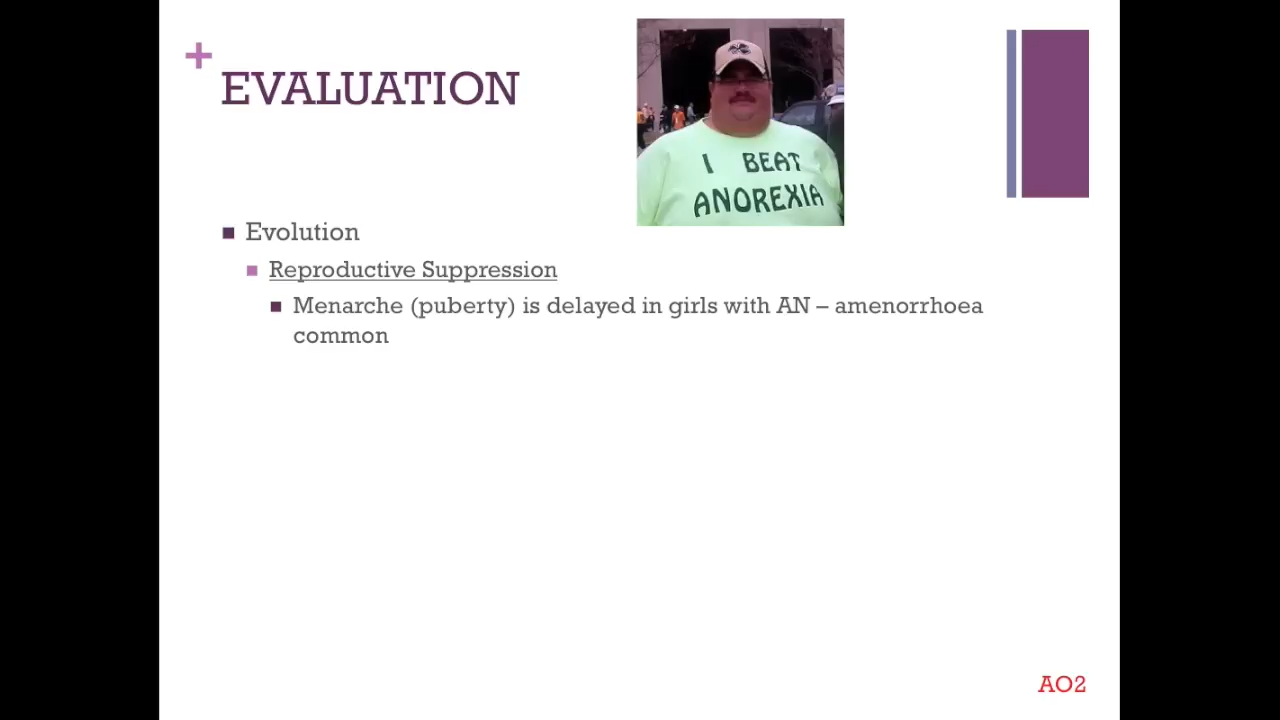 +
EVALUATION
I BEAT
ANOREXIA
Evolution
Reproductive Suppression
Menarche (puberty) is delayed in girls with AN – amenorrhoea
common
AO2